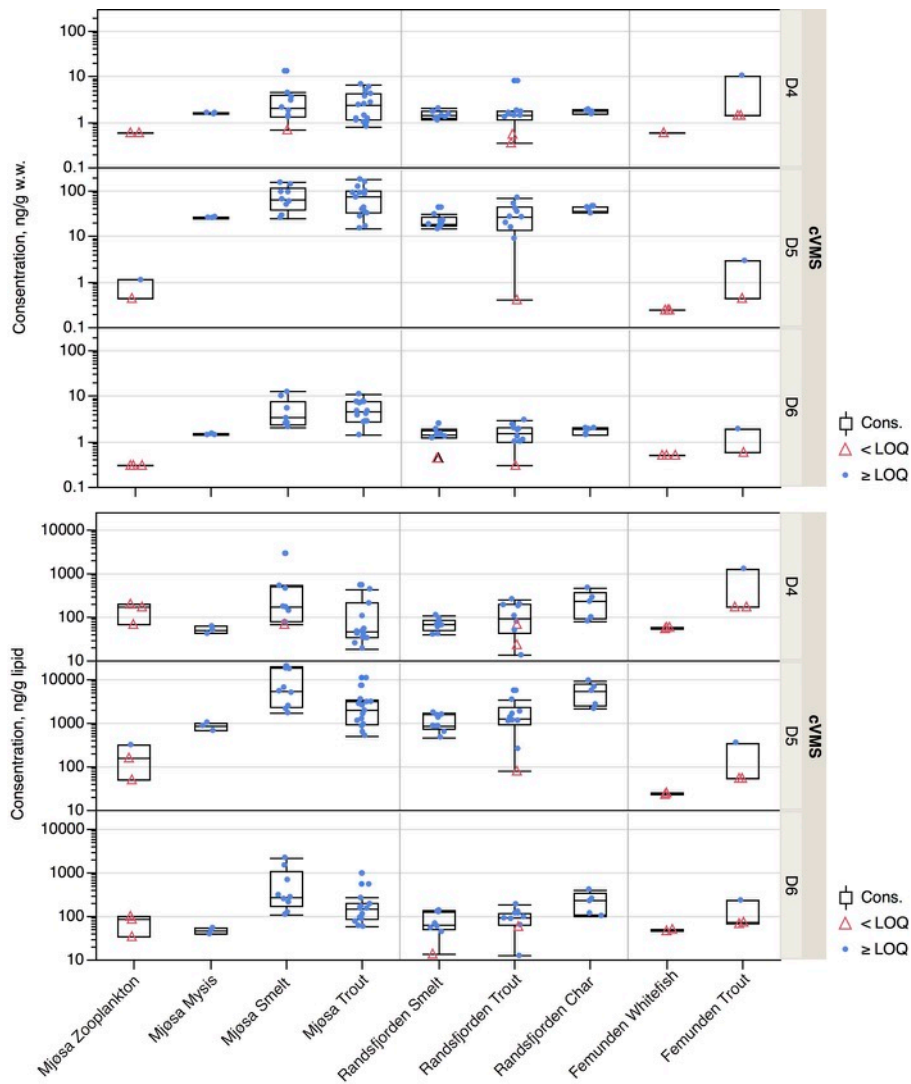 Consentration, ng/g w.w.
100
10
1
0.1
D4
100
10
1
0.1
D5
100
10
1
0.1
D6
cVMS
Cons.
< LOQ
≥ LOQ
Consentration, ng/g lipid
10000
1000
100
10
D4
10000
1000
100
10
D5
10000
1000
100
10
D6
cVMS
Cons.
< LOQ
≥ LOQ
Mjøsa Zooplankton
Mjøsa Mysis
Mjøsa Smelt
Mjøsa Trout
Randsfjorden Smelt
Randsfjorden Trout
Randsfjorden Char
Femunden Whitefish
Femunden Trout